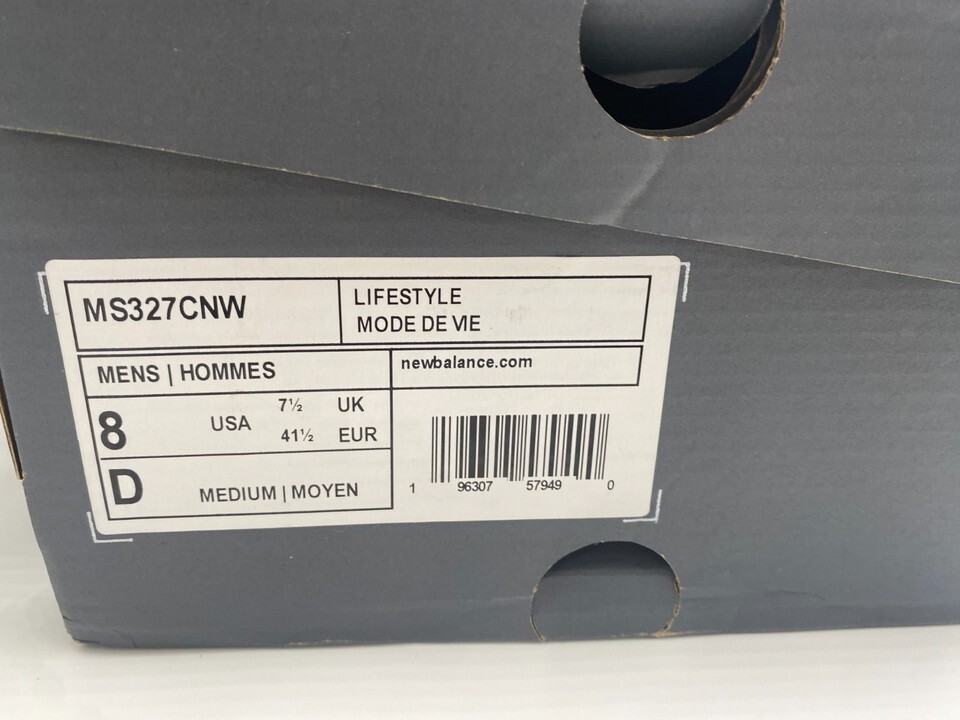 MS327CNW
LIFESTYLE
MODE DE VIE
MENS | HOMMES
newbalance.com
8 USA 7½ UK
41½ EUR
D MEDIUM | MOYEN
1 96307 57949 0